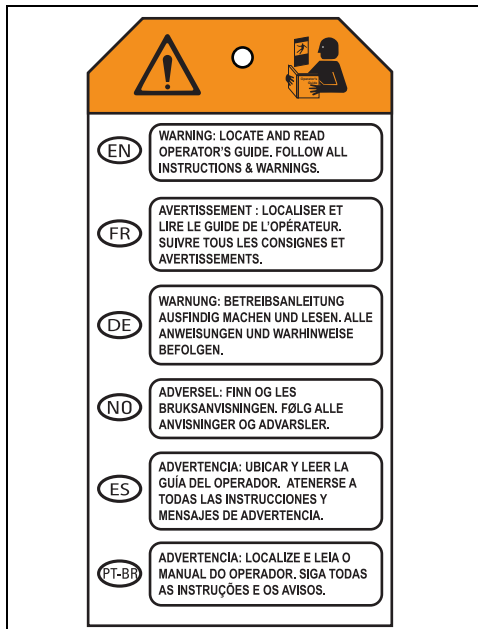 Operator's
Guide
EN
WARNING: LOCATE AND READ
OPERATOR'S GUIDE. FOLLOW ALL
INSTRUCTIONS & WARNINGS.
FR
AVERTISSEMENT : LOCALISER ET
LIRE LE GUIDE DE L'OPÉRATEUR.
SUIVRE TOUS LES CONSIGNES ET
AVERTISSEMENTS.
DE
WARNUNG: BETREIBSANLEITUNG
AUSFINDIG MACHEN UND LESEN. ALLE
ANWEISUNGEN UND WARHINWEISE
BEFOLGEN.
NO
ADVERSEL: FINN OG LES
BRUKSANVISNINGEN. FØLG ALLE
ANVISNINGER OG ADVARSLER.
ES
ADVERTENCIA: UBICAR Y LEER LA
GUÍA DEL OPERADOR. ATENERSE A
TODAS LAS INSTRUCCIONES Y
MENSAJES DE ADVERTENCIA.
PT-BR
ADVERTENCIA: LOCALIZE E LEIA O
MANUAL DO OPERADOR. SIGA TODAS
AS INSTRUÇÕES E OS AVISOS.